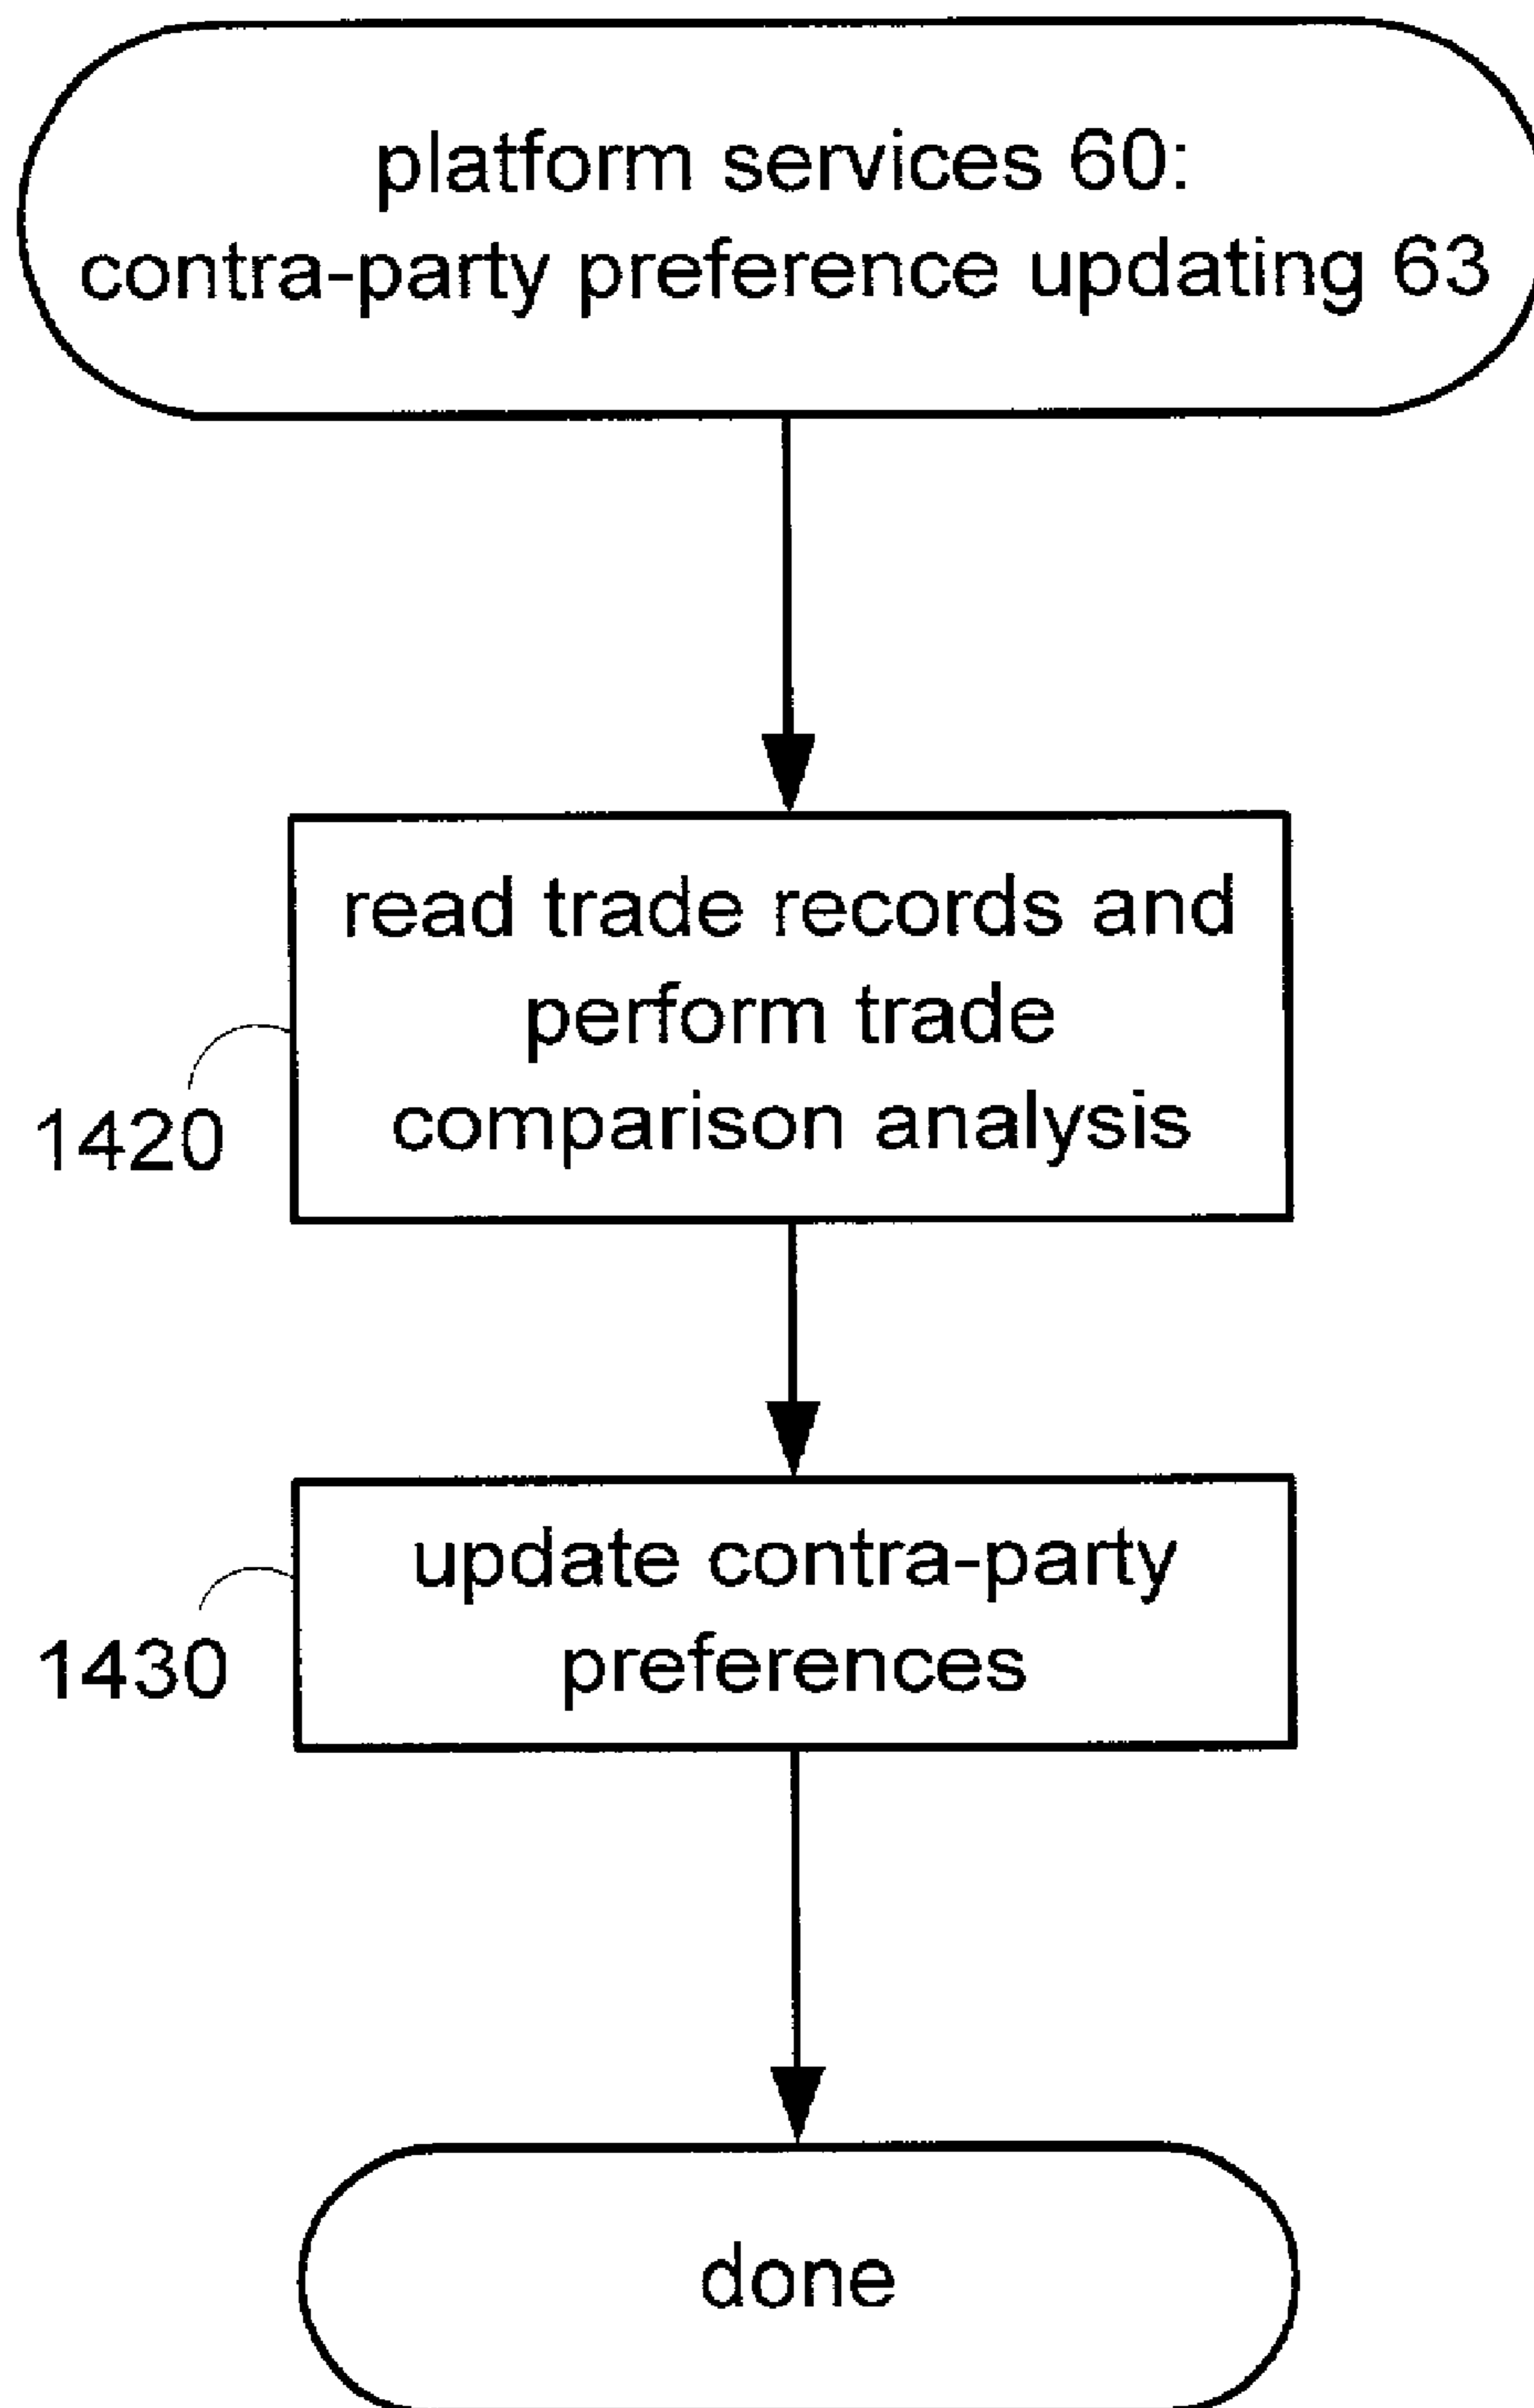 platform services 60:
contra-party preference updating 63
read trade records and
perform trade
comparison analysis
1420
update contra-party
preferences
1430
done